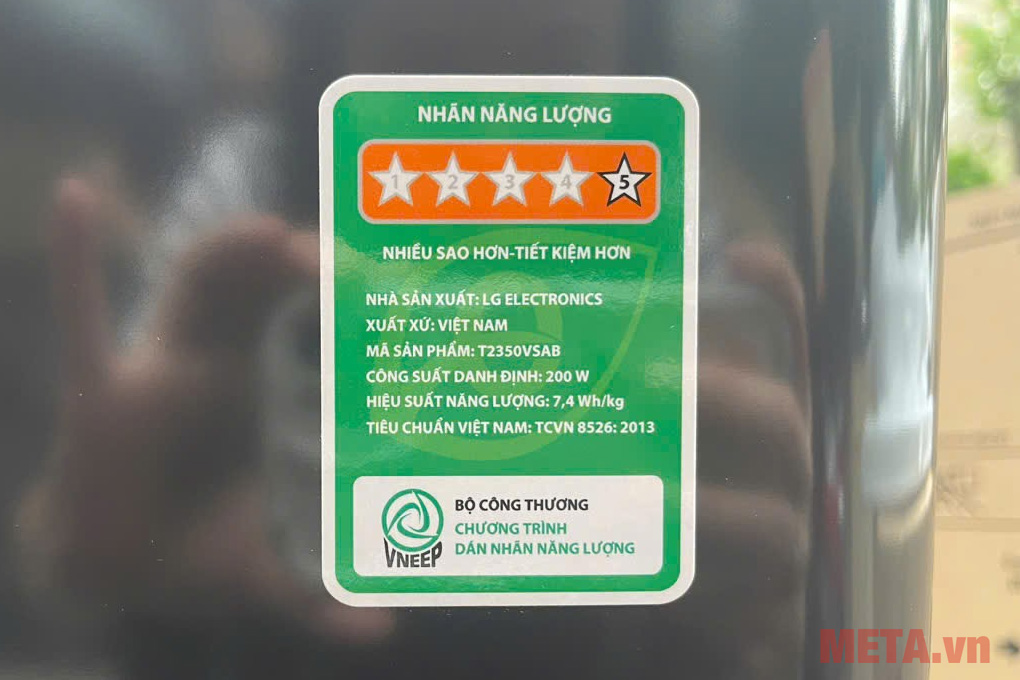 NHÃN NĂNG LƯỢNG
1 2 3 4 5
NHIỀU SAO HƠN-TIẾT KIỆM HƠN
NHÀ SẢN XUẤT: LG ELECTRONICS
XUẤT XỨ: VIỆT NAM
MÃ SẢN PHẨM: T2350VSAB
CÔNG SUẤT DANH ĐỊNH: 200 W
HIỆU SUẤT NĂNG LƯỢNG: 7,4 Wh/kg
TIÊU CHUẨN VIỆT NAM: TCVN 8526: 2013
BỘ CÔNG THƯƠNG
CHƯƠNG TRÌNH
DÁN NHÃN NĂNG LƯỢNG
VNEEP
META.vn